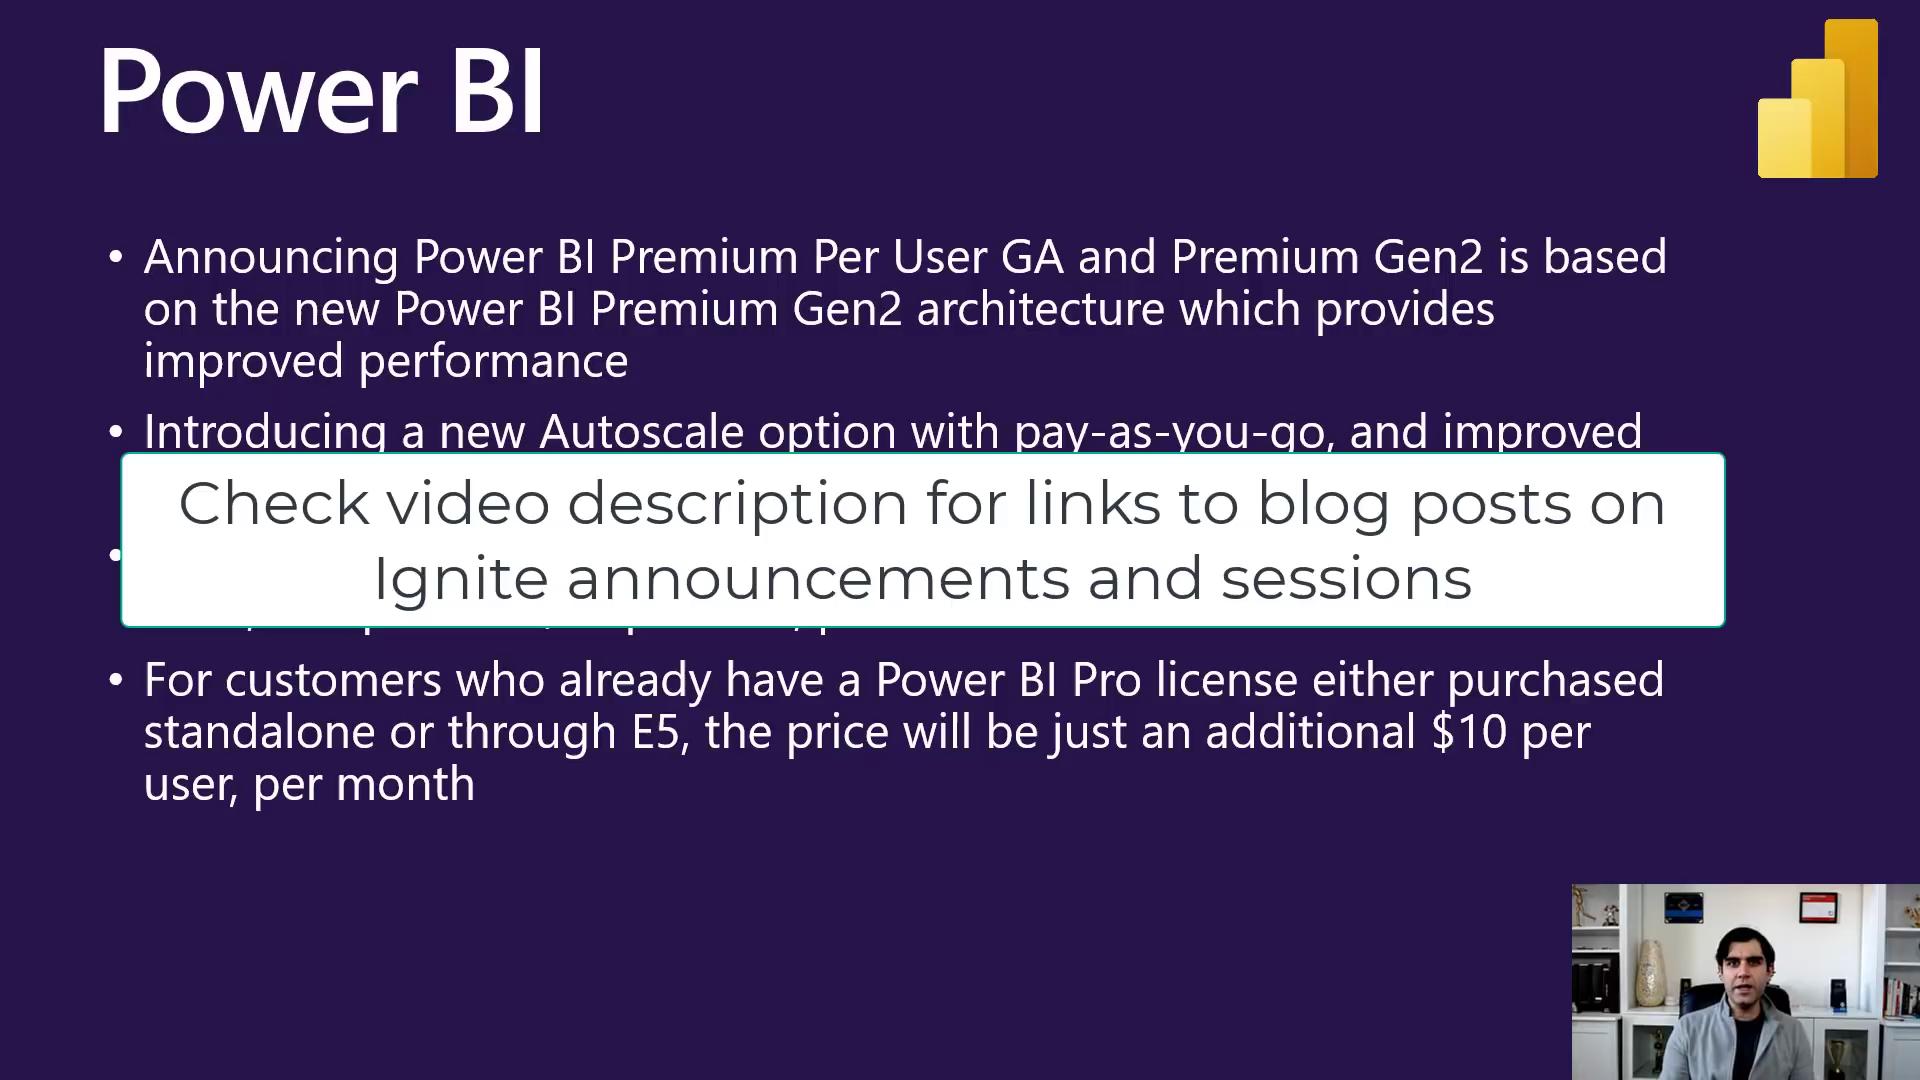 Power BI
• Announcing Power BI Premium Per User GA and Premium Gen2 is based
on the new Power BI Premium Gen2 architecture which provides
improved performance
• Introducing a new Autoscale option with pay-as-you-go, and improved
Check video description for links to blog posts on
Ignite announcements and sessions
•
• For customers who already have a Power BI Pro license either purchased
standalone or through E5, the price will be just an additional $10 per
user, per month